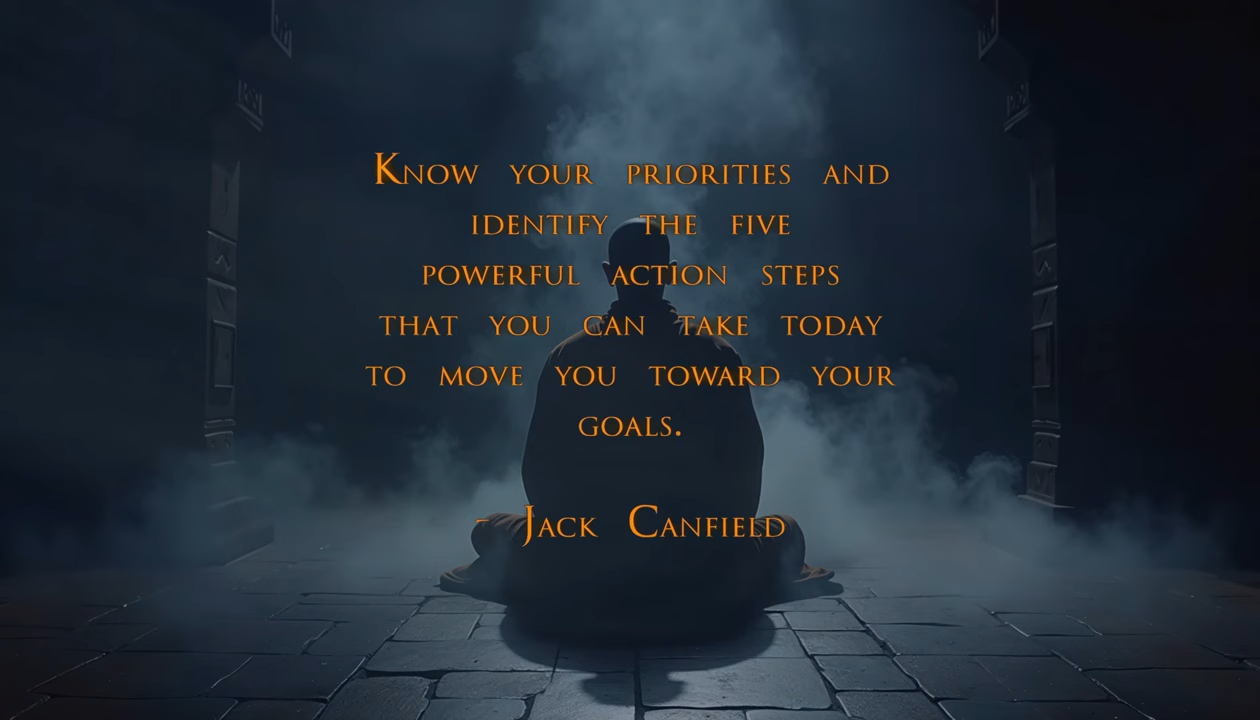 Know your priorities and
identify the five
powerful action steps
that you can take today
to move you toward your
goals.
- Jack Canfield